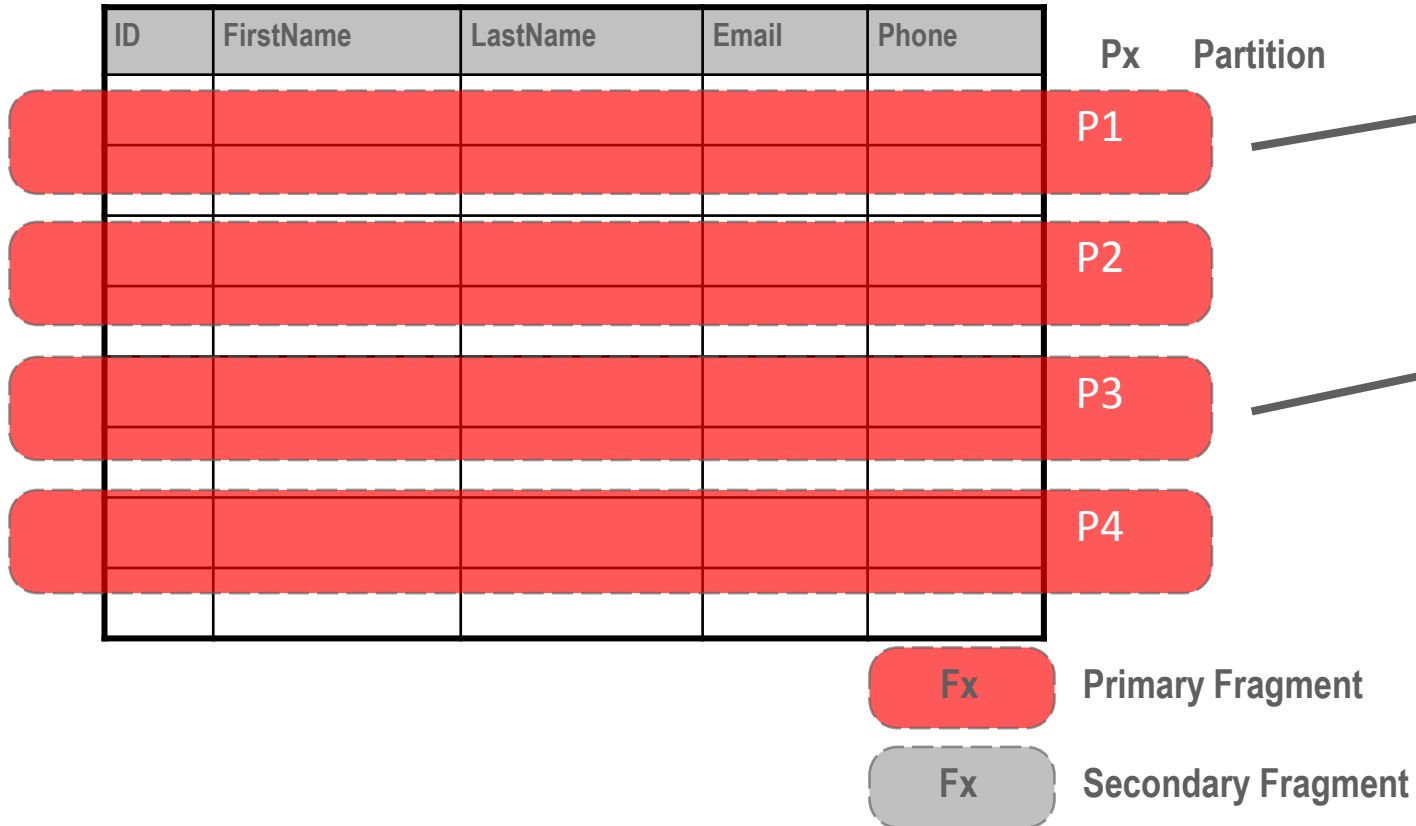 ID FirstName LastName Email Phone
Px Partition
P1
P2
P3
P4
Fx Primary Fragment
Fx Secondary Fragment